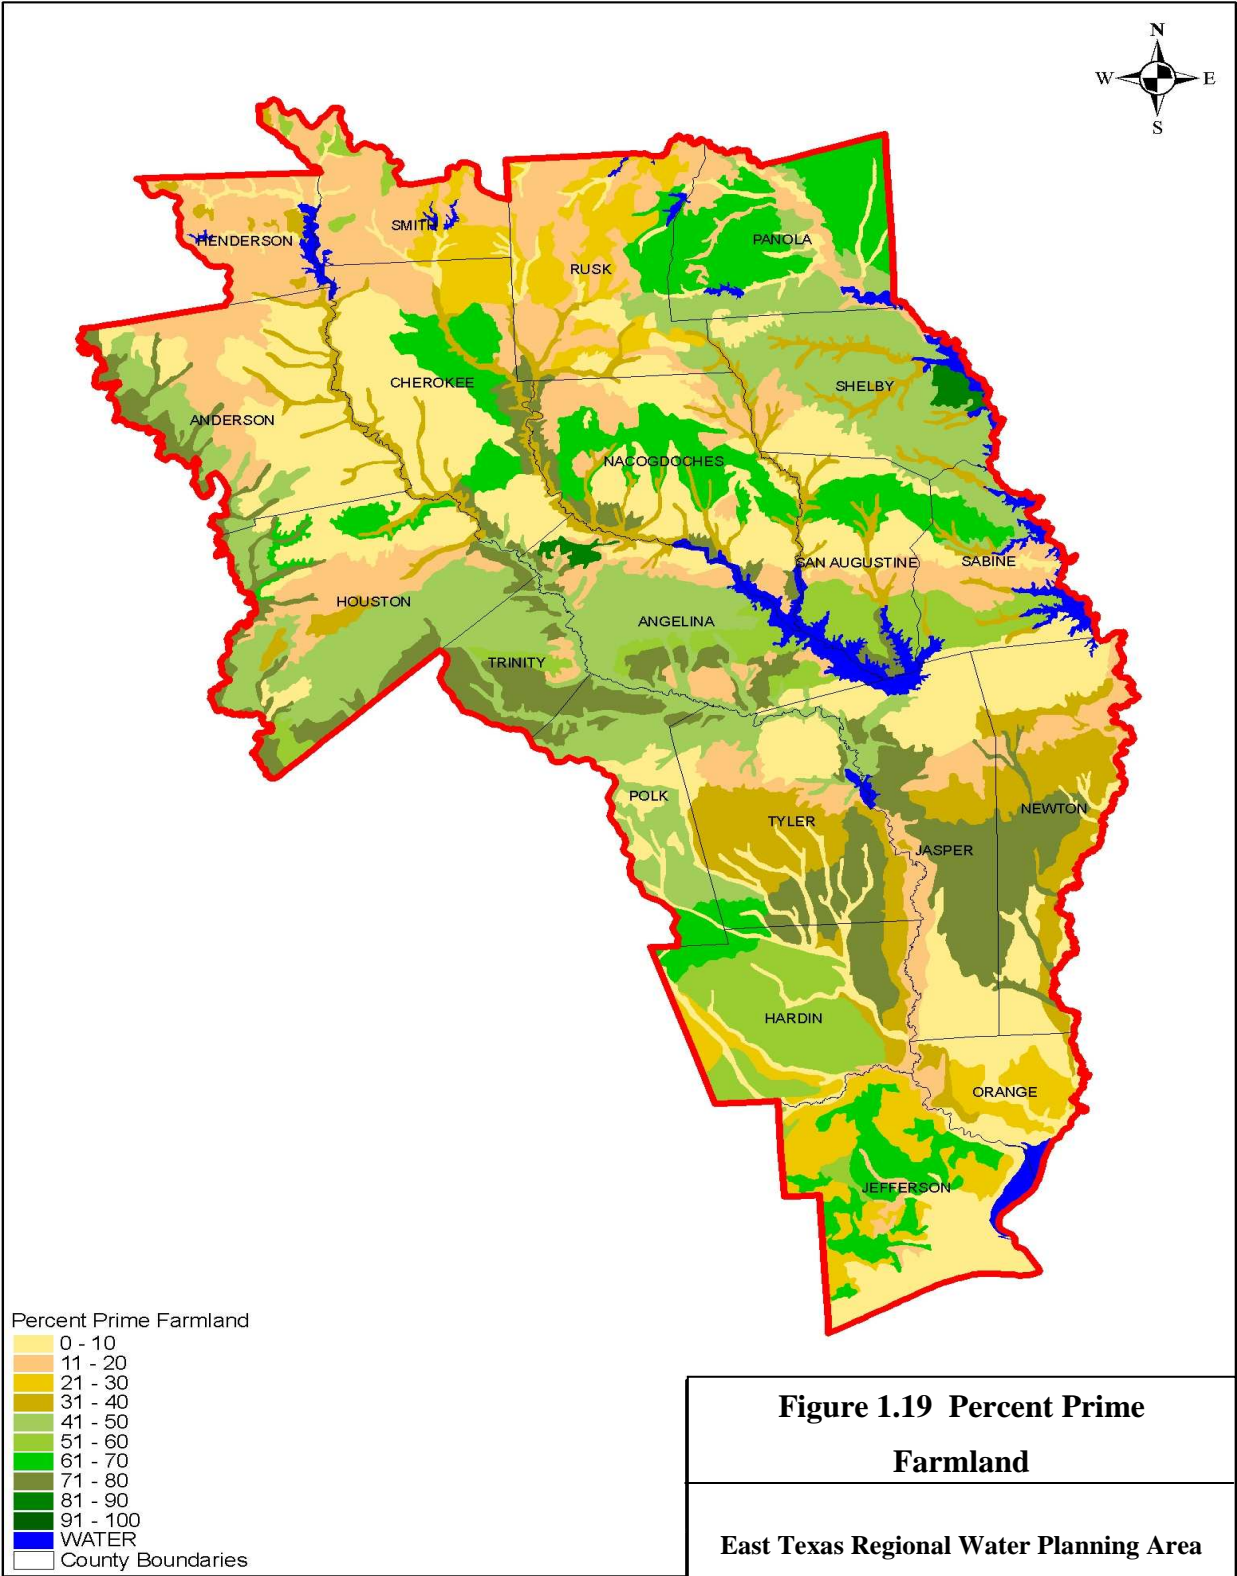 N
W E
S
SMITH
HENDERSON
PANOLA
RUSK
CHEROKEE
SHELBY
ANDERSON
NACOGDOCHES
SAN AUGUSTINE
SABINE
HOUSTON
ANGELINA
TRINITY
POLK
NEWTON
TYLER
JASPER
HARDIN
ORANGE
JEFFERSON
Percent Prime Farmland
0 - 10
11 - 20
21 - 30
31 - 40
41 - 50
51 - 60
61 - 70
71 - 80
81 - 90
91 - 100
WATER
County Boundaries
Figure 1.19 Percent Prime
Farmland
East Texas Regional Water Planning Area